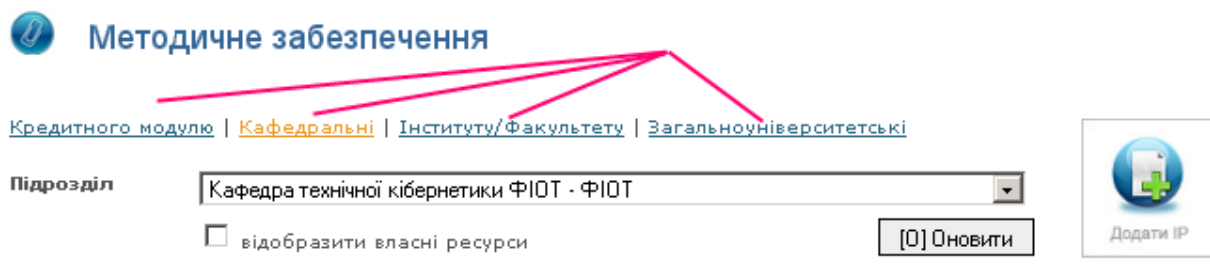 Методичне забезпечення
Кредитного модулю | Кафедральні | Інституту/Факультету | Загальноуніверситетські
Підрозділ Кафедра технічної кібернетики ФІОТ - ФІОТ
відобразити власні ресурси [О] Оновити
Додати ІР